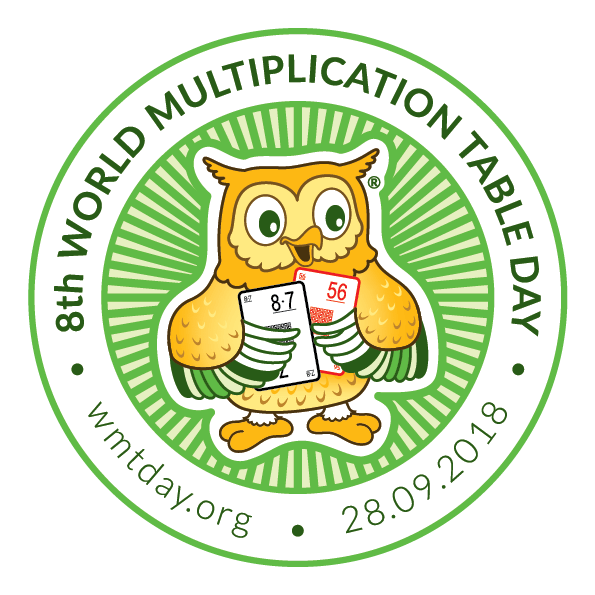 8th WORLD MULTIPLICATION TABLE DAY
®
56
8·7
wmtday.org • 28.09.2018